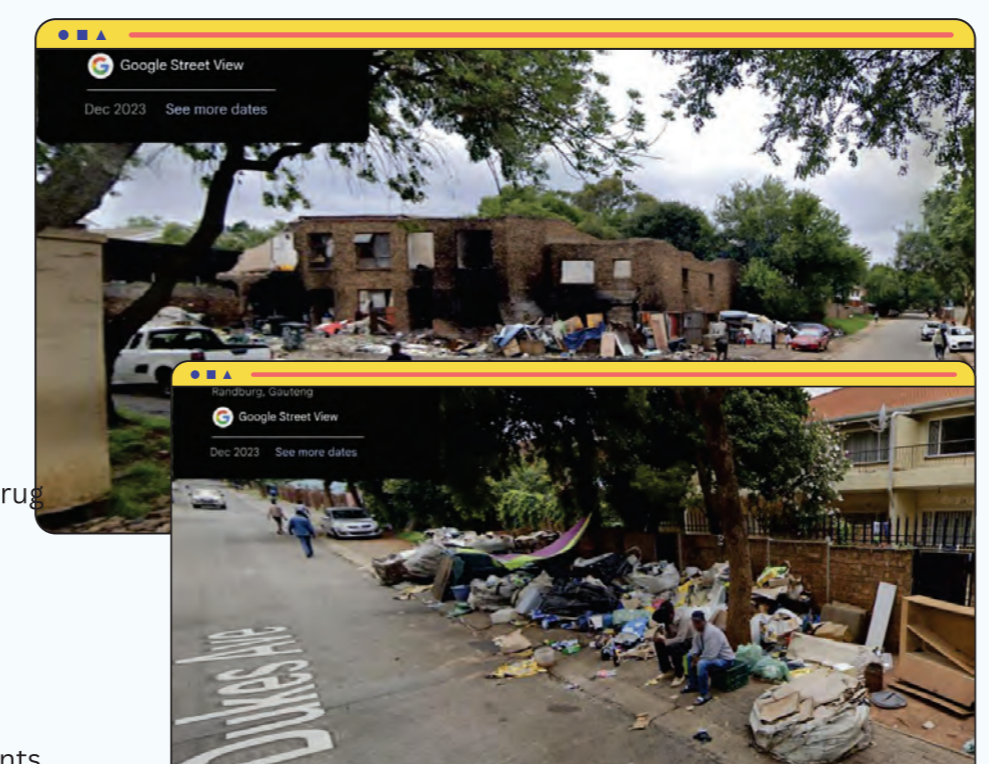 Google Street View
Dec 2023 See more dates
Randburg, Gauteng
Google Street View
Dec 2023 See more dates
rug
Dukes Ave
nts